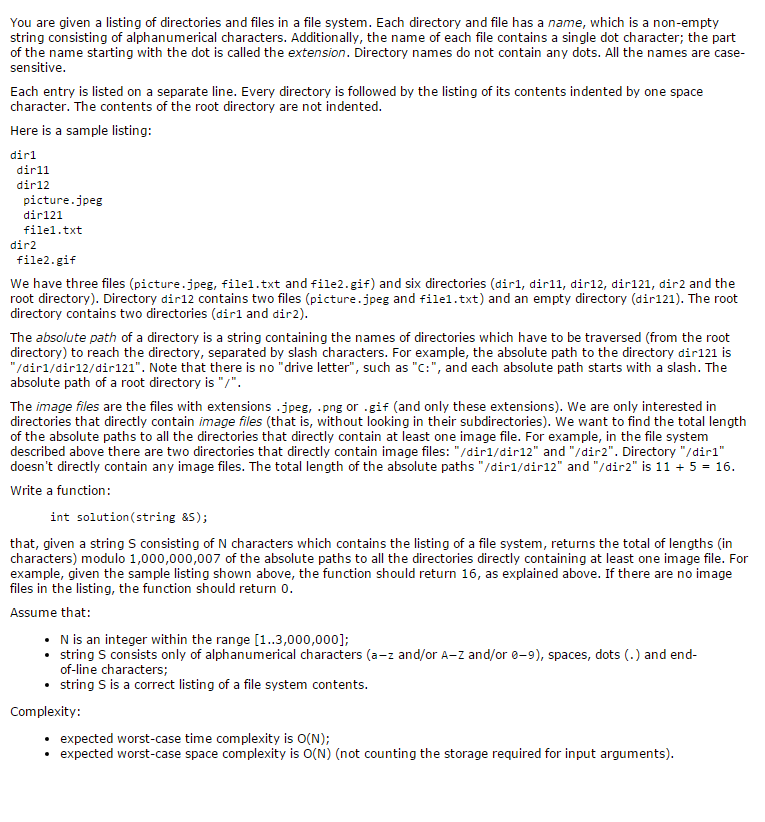 You are given a listing of directories and files in a file system. Each directory and file has a name, which is a non-empty
string consisting of alphanumerical characters. Additionally, the name of each file contains a single dot character; the part
of the name starting with the dot is called the extension. Directory names do not contain any dots. All the names are case-
sensitive.
Each entry is listed on a separate line. Every directory is followed by the listing of its contents indented by one space
character. The contents of the root directory are not indented.
Here is a sample listing:
dir1
 dir11
 dir12
  picture.jpeg
  dir121
  file1.txt
dir2
 file2.gif
We have three files (picture.jpeg, file1.txt and file2.gif) and six directories (dir1, dir11, dir12, dir121, dir2 and the
root directory). Directory dir12 contains two files (picture.jpeg and file1.txt) and an empty directory (dir121). The root
directory contains two directories (dir1 and dir2).
The absolute path of a directory is a string containing the names of directories which have to be traversed (from the root
directory) to reach the directory, separated by slash characters. For example, the absolute path to the directory dir121 is
"/dir1/dir12/dir121". Note that there is no "drive letter", such as "C:", and each absolute path starts with a slash. The
absolute path of a root directory is "/".
The image files are the files with extensions .jpeg, .png or .gif (and only these extensions). We are only interested in
directories that directly contain image files (that is, without looking in their subdirectories). We want to find the total length
of the absolute paths to all the directories that directly contain at least one image file. For example, in the file system
described above there are two directories that directly contain image files: "/dir1/dir12" and "/dir2". Directory "/dir1"
doesn't directly contain any image files. The total length of the absolute paths "/dir1/dir12" and "/dir2" is 11 + 5 = 16.
Write a function:
int solution(string &S);
that, given a string S consisting of N characters which contains the listing of a file system, returns the total of lengths (in
characters) modulo 1,000,000,007 of the absolute paths to all the directories directly containing at least one image file. For
example, given the sample listing shown above, the function should return 16, as explained above. If there are no image
files in the listing, the function should return 0.
Assume that:
• N is an integer within the range [1..3,000,000];
• string S consists only of alphanumerical characters (a-z and/or A-Z and/or 0-9), spaces, dots (.) and end-
of-line characters;
• string S is a correct listing of a file system contents.
Complexity:
• expected worst-case time complexity is O(N);
• expected worst-case space complexity is O(N) (not counting the storage required for input arguments).